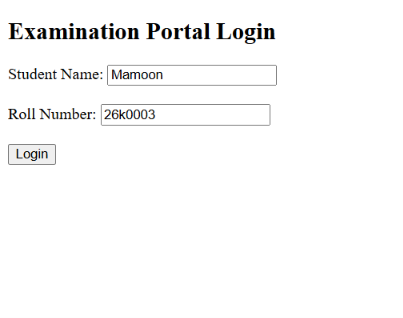 Examination Portal Login
Student Name: Mamoon
Roll Number: 26k0003
Login